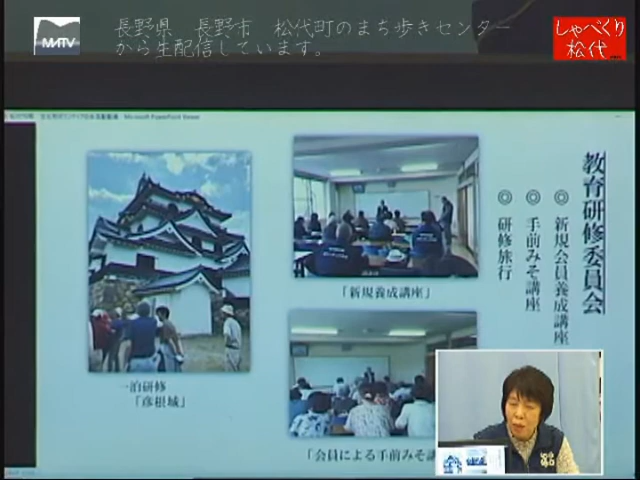 MATV
長野県 長野市 松代町のまち歩きセンター
から生配信しています。
しゃべくり
松代
Microsoft PowerPoint
教育研修委員会
◎ 新規会員養成講座
◎ 手前みそ講座
◎ 研修旅行
「新規養成講座」
一泊研修
「彦根城」
「会員による手前みそ